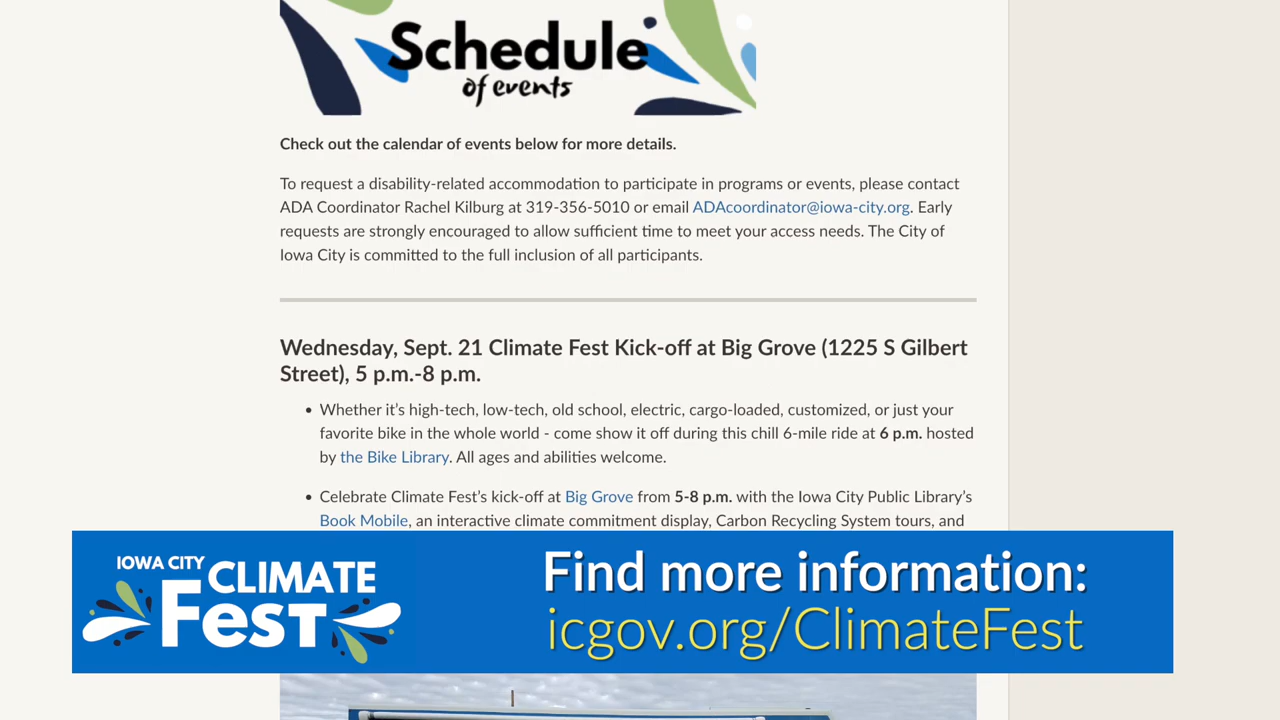 Schedule
of events
Check out the calendar of events below for more details.
To request a disability-related accommodation to participate in programs or events, please contact
ADA Coordinator Rachel Kilburg at 319-356-5010 or email ADAcoordinator@iowa-city.org. Early
requests are strongly encouraged to allow sufficient time to meet your access needs. The City of
Iowa City is committed to the full inclusion of all participants.
Wednesday, Sept. 21 Climate Fest Kick-off at Big Grove (1225 S Gilbert
Street), 5 p.m.-8 p.m.
• Whether it's high-tech, low-tech, old school, electric, cargo-loaded, customized, or just your
favorite bike in the whole world - come show it off during this chill 6-mile ride at 6 p.m. hosted
by the Bike Library. All ages and abilities welcome.
• Celebrate Climate Fest's kick-off at Big Grove from 5-8 p.m. with the Iowa City Public Library's
Book Mobile, an interactive climate commitment display, Carbon Recycling System tours, and
IOWA CITY CLIMATE
FEST
Find more information:
icgov.org/ClimateFest